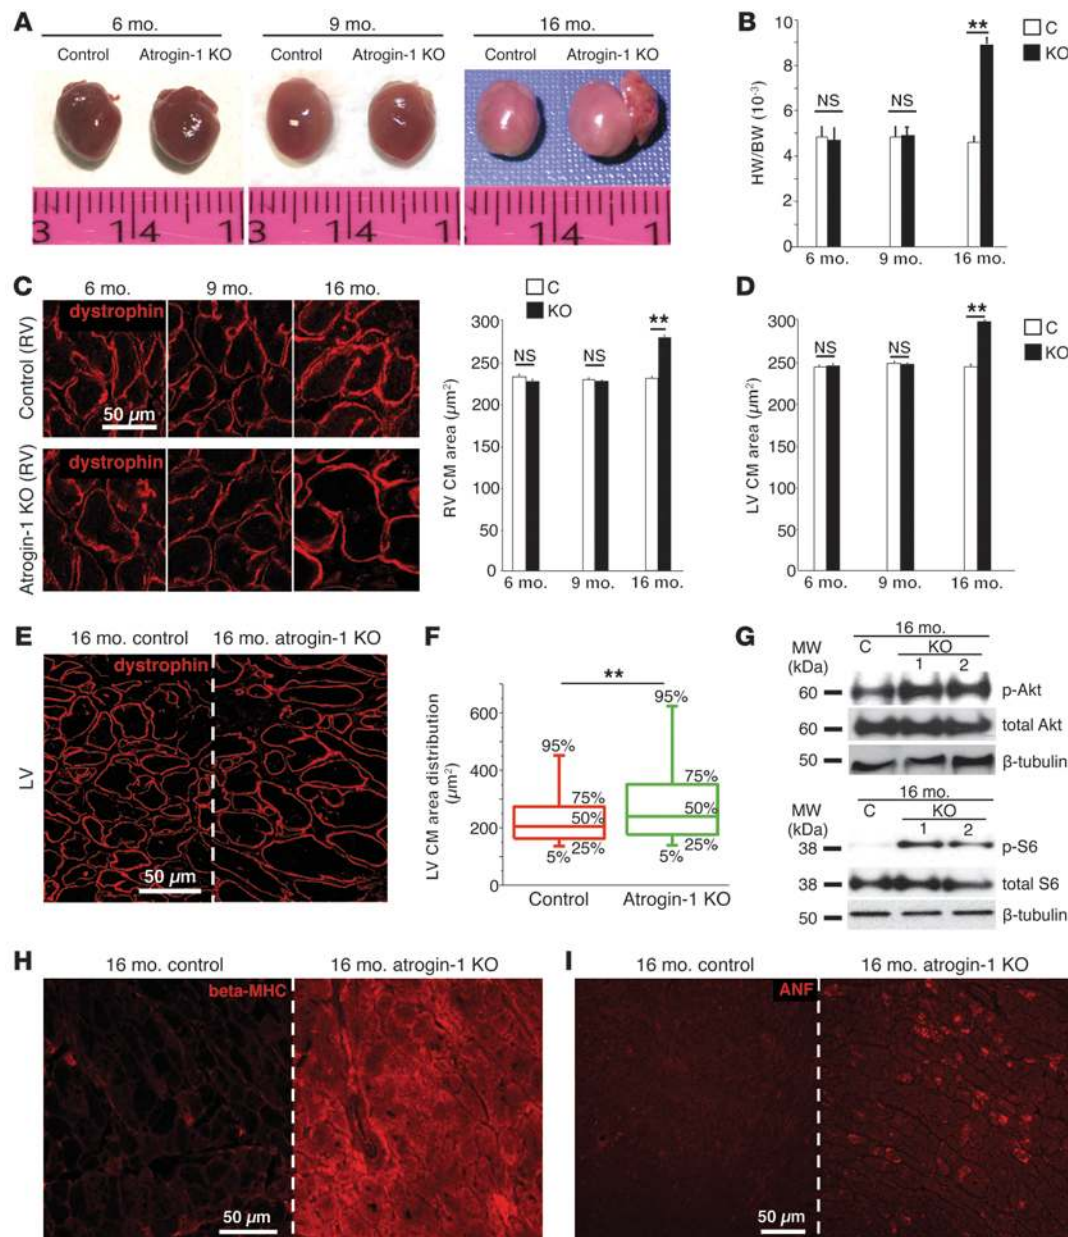 A
6 mo.
9 mo.
16 mo.
Control
Atrogin-1 KO
Control
Atrogin-1 KO
Control
Atrogin-1 KO
3 1 4 1
3 1 4 1
3 1 4 1
B
C
KO
HW/BW (10-3)
10
8
6
4
2
0
NS
NS
**
6 mo.
9 mo.
16 mo.
C
6 mo.
9 mo.
16 mo.
Control (RV)
dystrophin
50 µm
Atrogin-1 KO (RV)
dystrophin
C
KO
RV CM area (µm²)
300
250
200
150
100
50
0
NS
NS
**
6 mo.
9 mo.
16 mo.
D
C
KO
LV CM area (µm²)
300
250
200
150
100
50
0
NS
NS
**
6 mo.
9 mo.
16 mo.
E
16 mo. control
16 mo. atrogin-1 KO
LV
dystrophin
50 µm
F
LV CM area distribution
(µm²)
600
400
200
0
**
95%
75%
50%
25%
5%
95%
75%
50%
25%
5%
Control
Atrogin-1 KO
G
16 mo.
MW
(kDa)
C
KO
1 2
60
p-Akt
60
total Akt
50
β-tubulin
16 mo.
MW
(kDa)
C
KO
1 2
38
p-S6
38
total S6
50
β-tubulin
H
16 mo. control
16 mo. atrogin-1 KO
beta-MHC
50 µm
I
16 mo. control
16 mo. atrogin-1 KO
ANF
50 µm